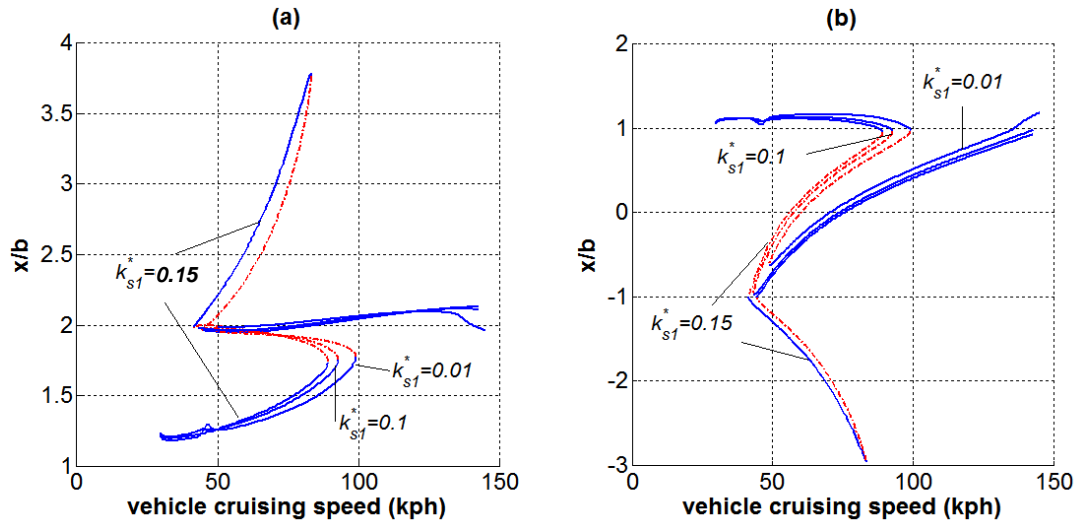 (a)
4
3.5
3
2.5
2
1.5
1
x/b
k*s1=0.15
k*s1=0.01
k*s1=0.1
0
50
100
150
vehicle cruising speed (kph)
(b)
2
1
0
-1
-2
-3
x/b
k*s1=0.01
k*s1=0.1
k*s1=0.15
0
50
100
150
vehicle cruising speed (kph)